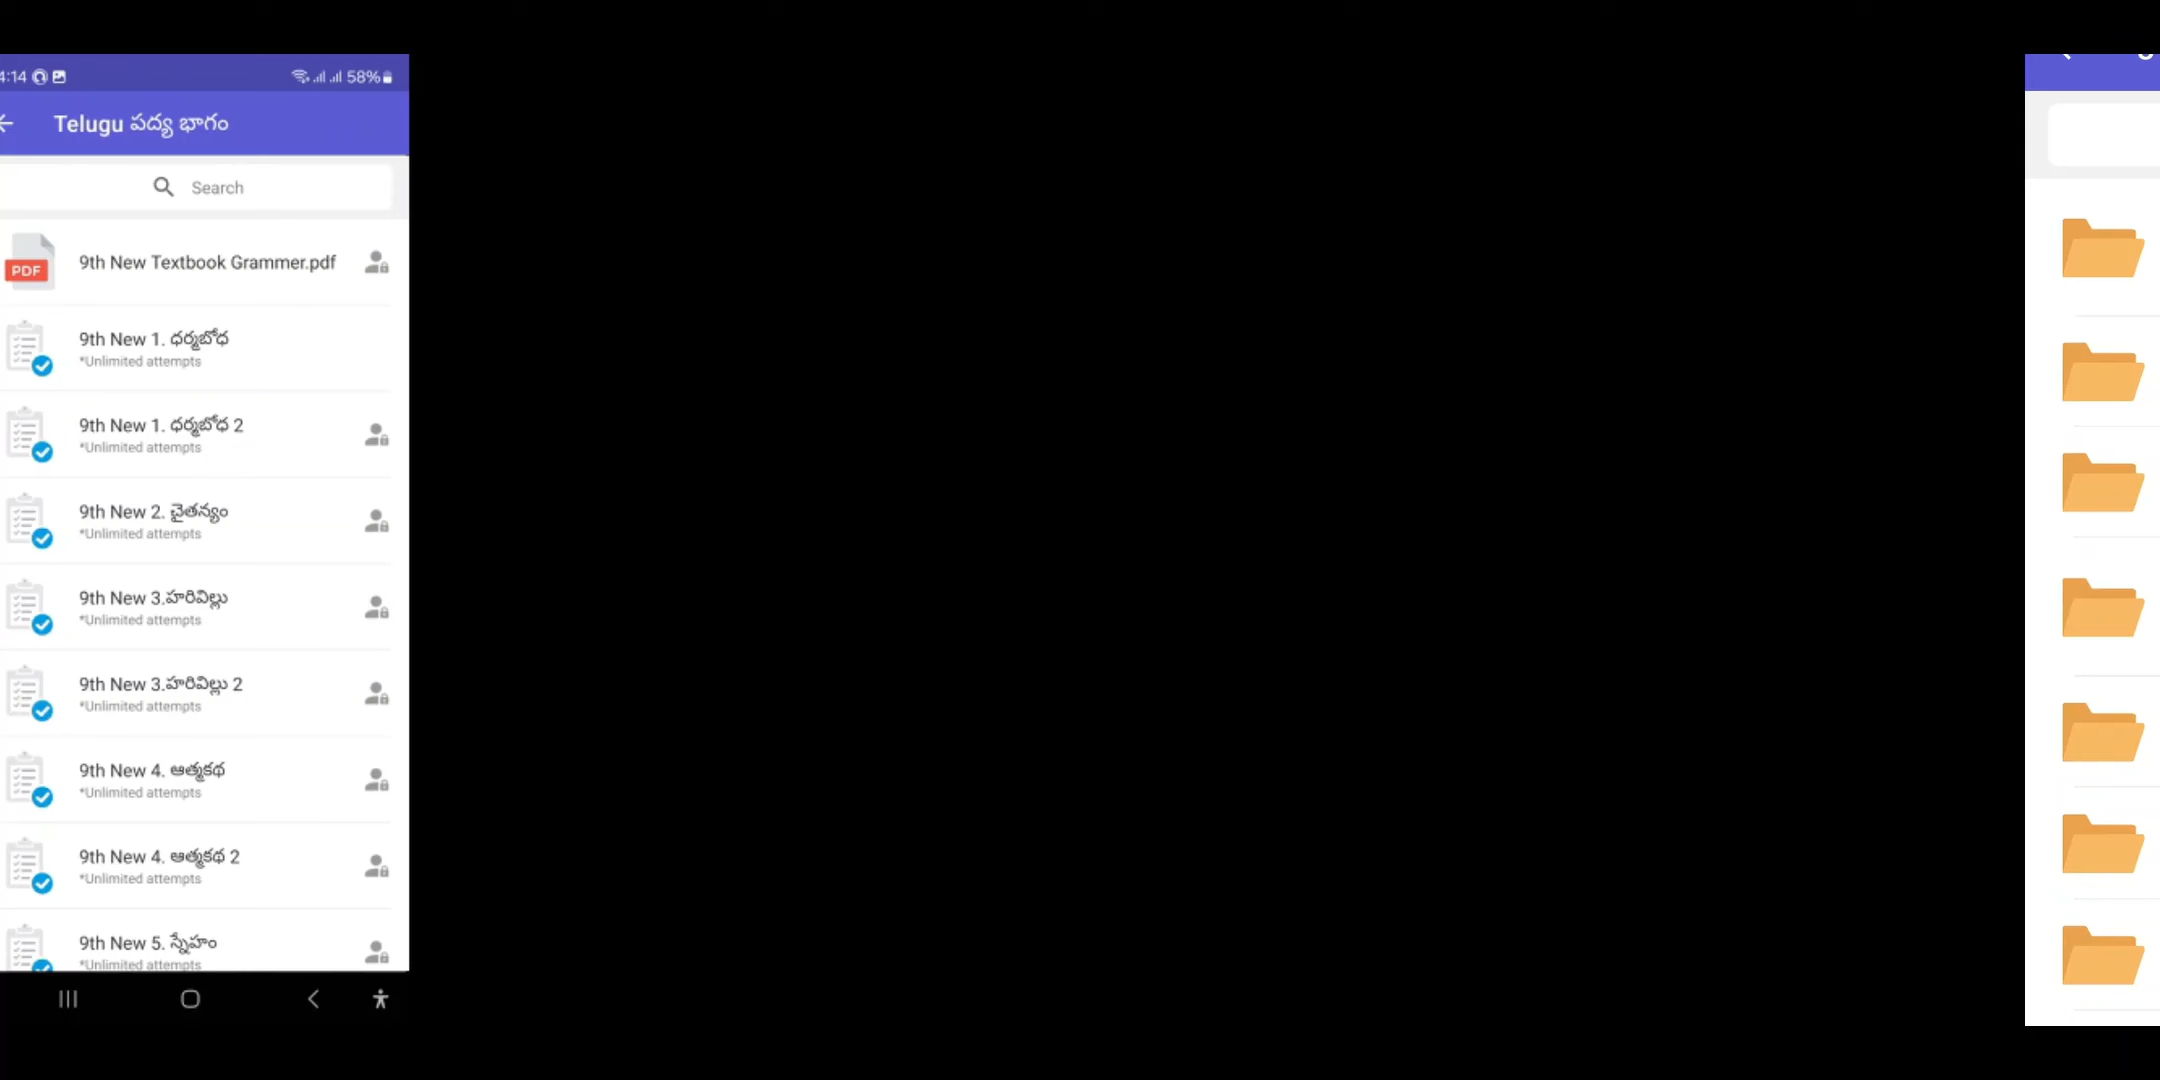 4:14 58%
Telugu పద్య భాగం
Search
PDF
9th New Textbook Grammer.pdf
9th New 1. ధర్మబోధ
*Unlimited attempts
9th New 1. ధర్మబోధ 2
*Unlimited attempts
9th New 2. చైతన్యం
*Unlimited attempts
9th New 3.హరివిల్లు
*Unlimited attempts
9th New 3.హరివిల్లు 2
*Unlimited attempts
9th New 4. ఆత్మకథ
*Unlimited attempts
9th New 4. ఆత్మకథ 2
*Unlimited attempts
9th New 5. స్నేహం
*Unlimited attempts